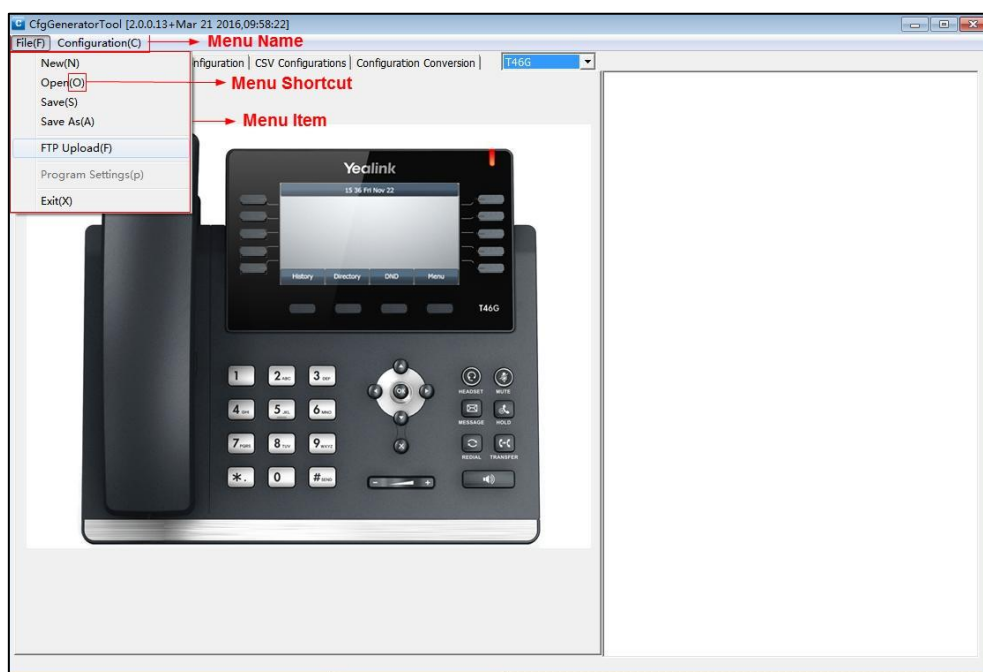 CfgGeneratorTool [2.0.0.13+Mar 21 2016,09:58:22]
File(F) Configuration(C) Menu Name
New(N) nfiguration CSV Configurations Configuration Conversion T46G
Open(O) Menu Shortcut
Save(S)
Save As(A) Menu Item
FTP Upload(F)
Program Settings(p)
Exit(X)
Yealink
15 36 Fri Nov 22
History Directory DND Menu
T46G
1 2 ABC 3 DEF
HEADSET MUTE
4 GHI 5 JKL 6 MNO
MESSAGE HOLD
OK
7 PQRS 8 TUV 9 WXYZ
REDIAL TRANSFER
*. 0 # SEND
- +